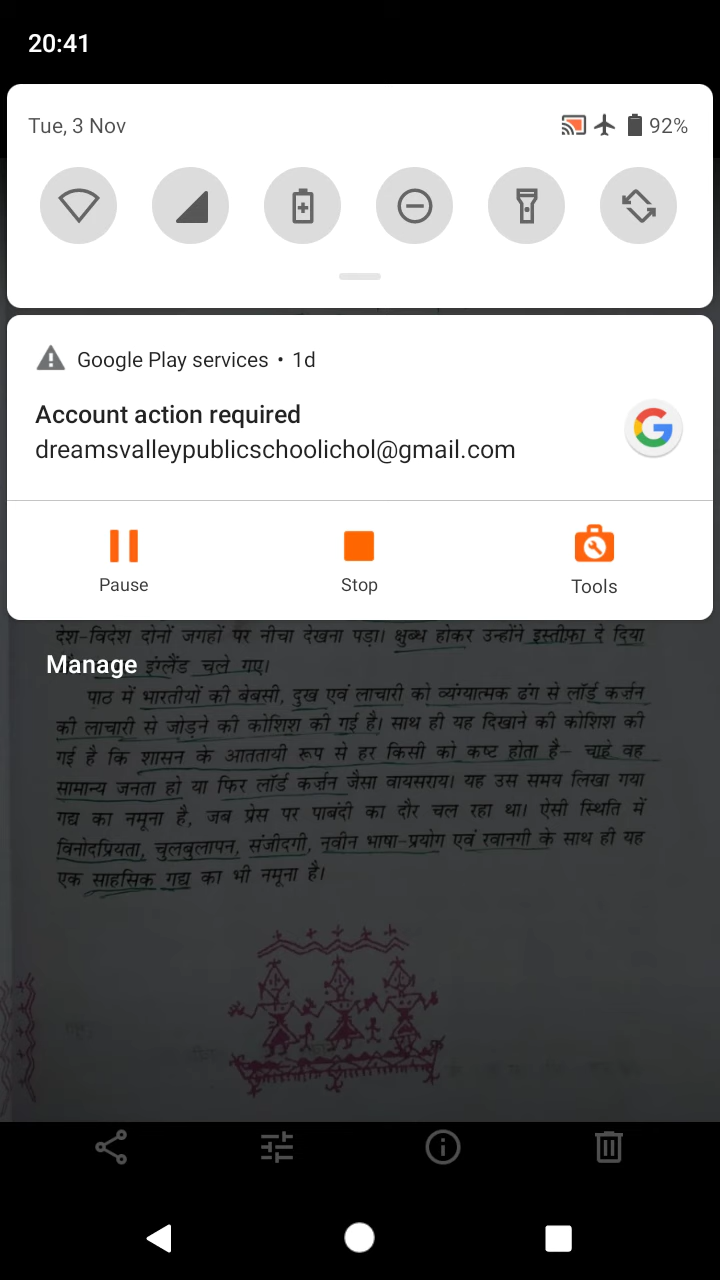 20:41
Tue, 3 Nov
92%
Google Play services • 1d
Account action required
dreamsvalleypublicschoolichol@gmail.com
Pause Stop Tools
देश-विदेश दोनों जगहों पर नीचा देखना पड़ा। क्षुब्ध होकर उन्होंने इस्तीफ़ा दे दिया
Manage इंग्लैंड चले गए।
पाठ में भारतीयों की बेबसी, दुख एवं लाचारी को व्यंग्यात्मक ढंग से लॉर्ड कर्ज़न
की लाचारी से जोड़ने की कोशिश की गई है। साथ ही यह दिखाने की कोशिश की
गई है कि शासन के आततायी रूप से हर किसी को कष्ट होता है– चाहे वह
सामान्य जनता हो या फिर लॉर्ड कर्ज़न जैसा वायसराय। यह उस समय लिखा गया
गद्य का नमूना है, जब प्रेस पर पाबंदी का दौर चल रहा था। ऐसी स्थिति में
विनोदप्रियता, चुलबुलापन, संजीदगी, नवीन भाषा-प्रयोग एवं रवानगी के साथ ही यह
एक साहसिक गद्य का भी नमूना है।